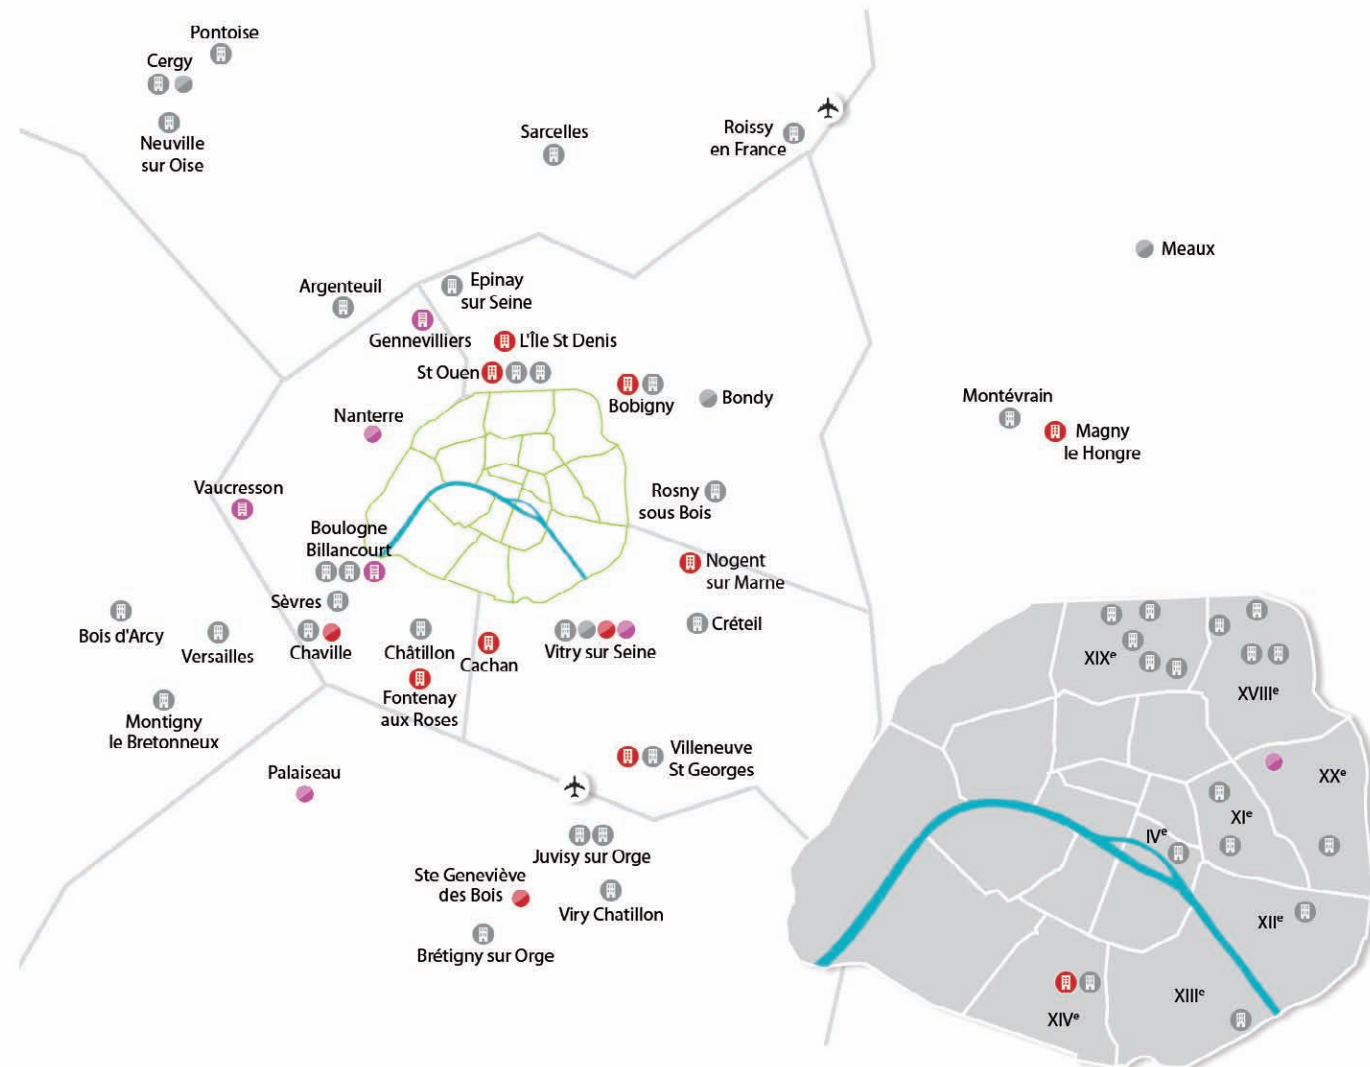 Pontoise
Cergy
Neuville
sur Oise
Sarcelles
Roissy
en France
Meaux
Argenteuil
Epinay
sur Seine
Gennevilliers
L'Île St Denis
St Ouen
Bobigny
Bondy
Nanterre
Montévrain
Magny
le Hongre
Vaucresson
Rosny
sous Bois
Boulogne
Billancourt
Nogent
sur Marne
Sèvres
Bois d'Arcy
Versailles
Chaville
Châtillon
Cachan
Vitry sur Seine
Créteil
Fontenay
aux Roses
Montigny
le Bretonneux
Palaiseau
Villeneuve
St Georges
Juvisy sur Orge
Ste Geneviève
des Bois
Viry Chatillon
Brétigny sur Orge
XIXᵉ
XVIIIᵉ
XXᵉ
XIᵉ
IVᵉ
XIIᵉ
XIIIᵉ
XIVᵉ